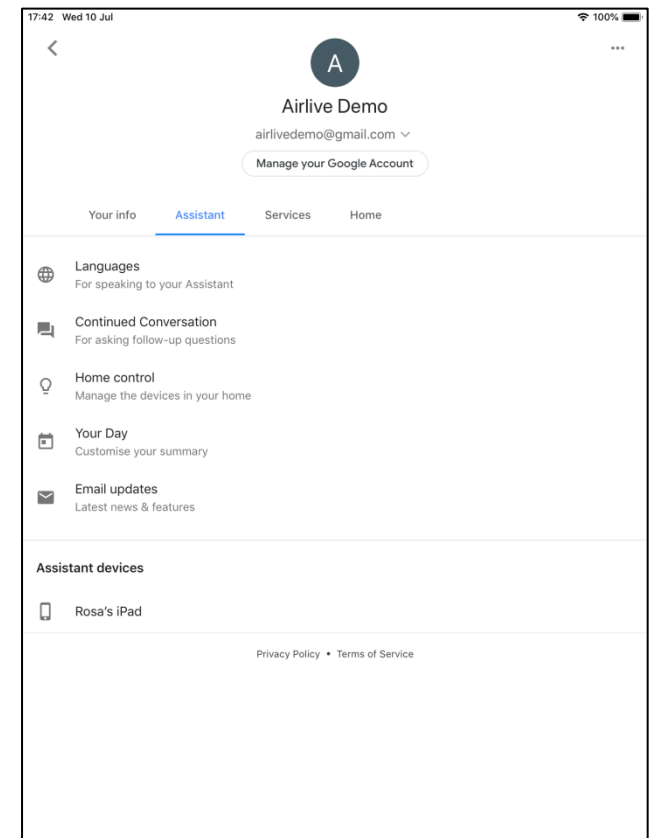 17:42 Wed 10 Jul 100%
A
Airlive Demo
airlivedemo@gmail.com
Manage your Google Account
Your info Assistant Services Home
Languages
For speaking to your Assistant
Continued Conversation
For asking follow-up questions
Home control
Manage the devices in your home
Your Day
Customise your summary
Email updates
Latest news & features
Assistant devices
Rosa's iPad
Privacy Policy • Terms of Service